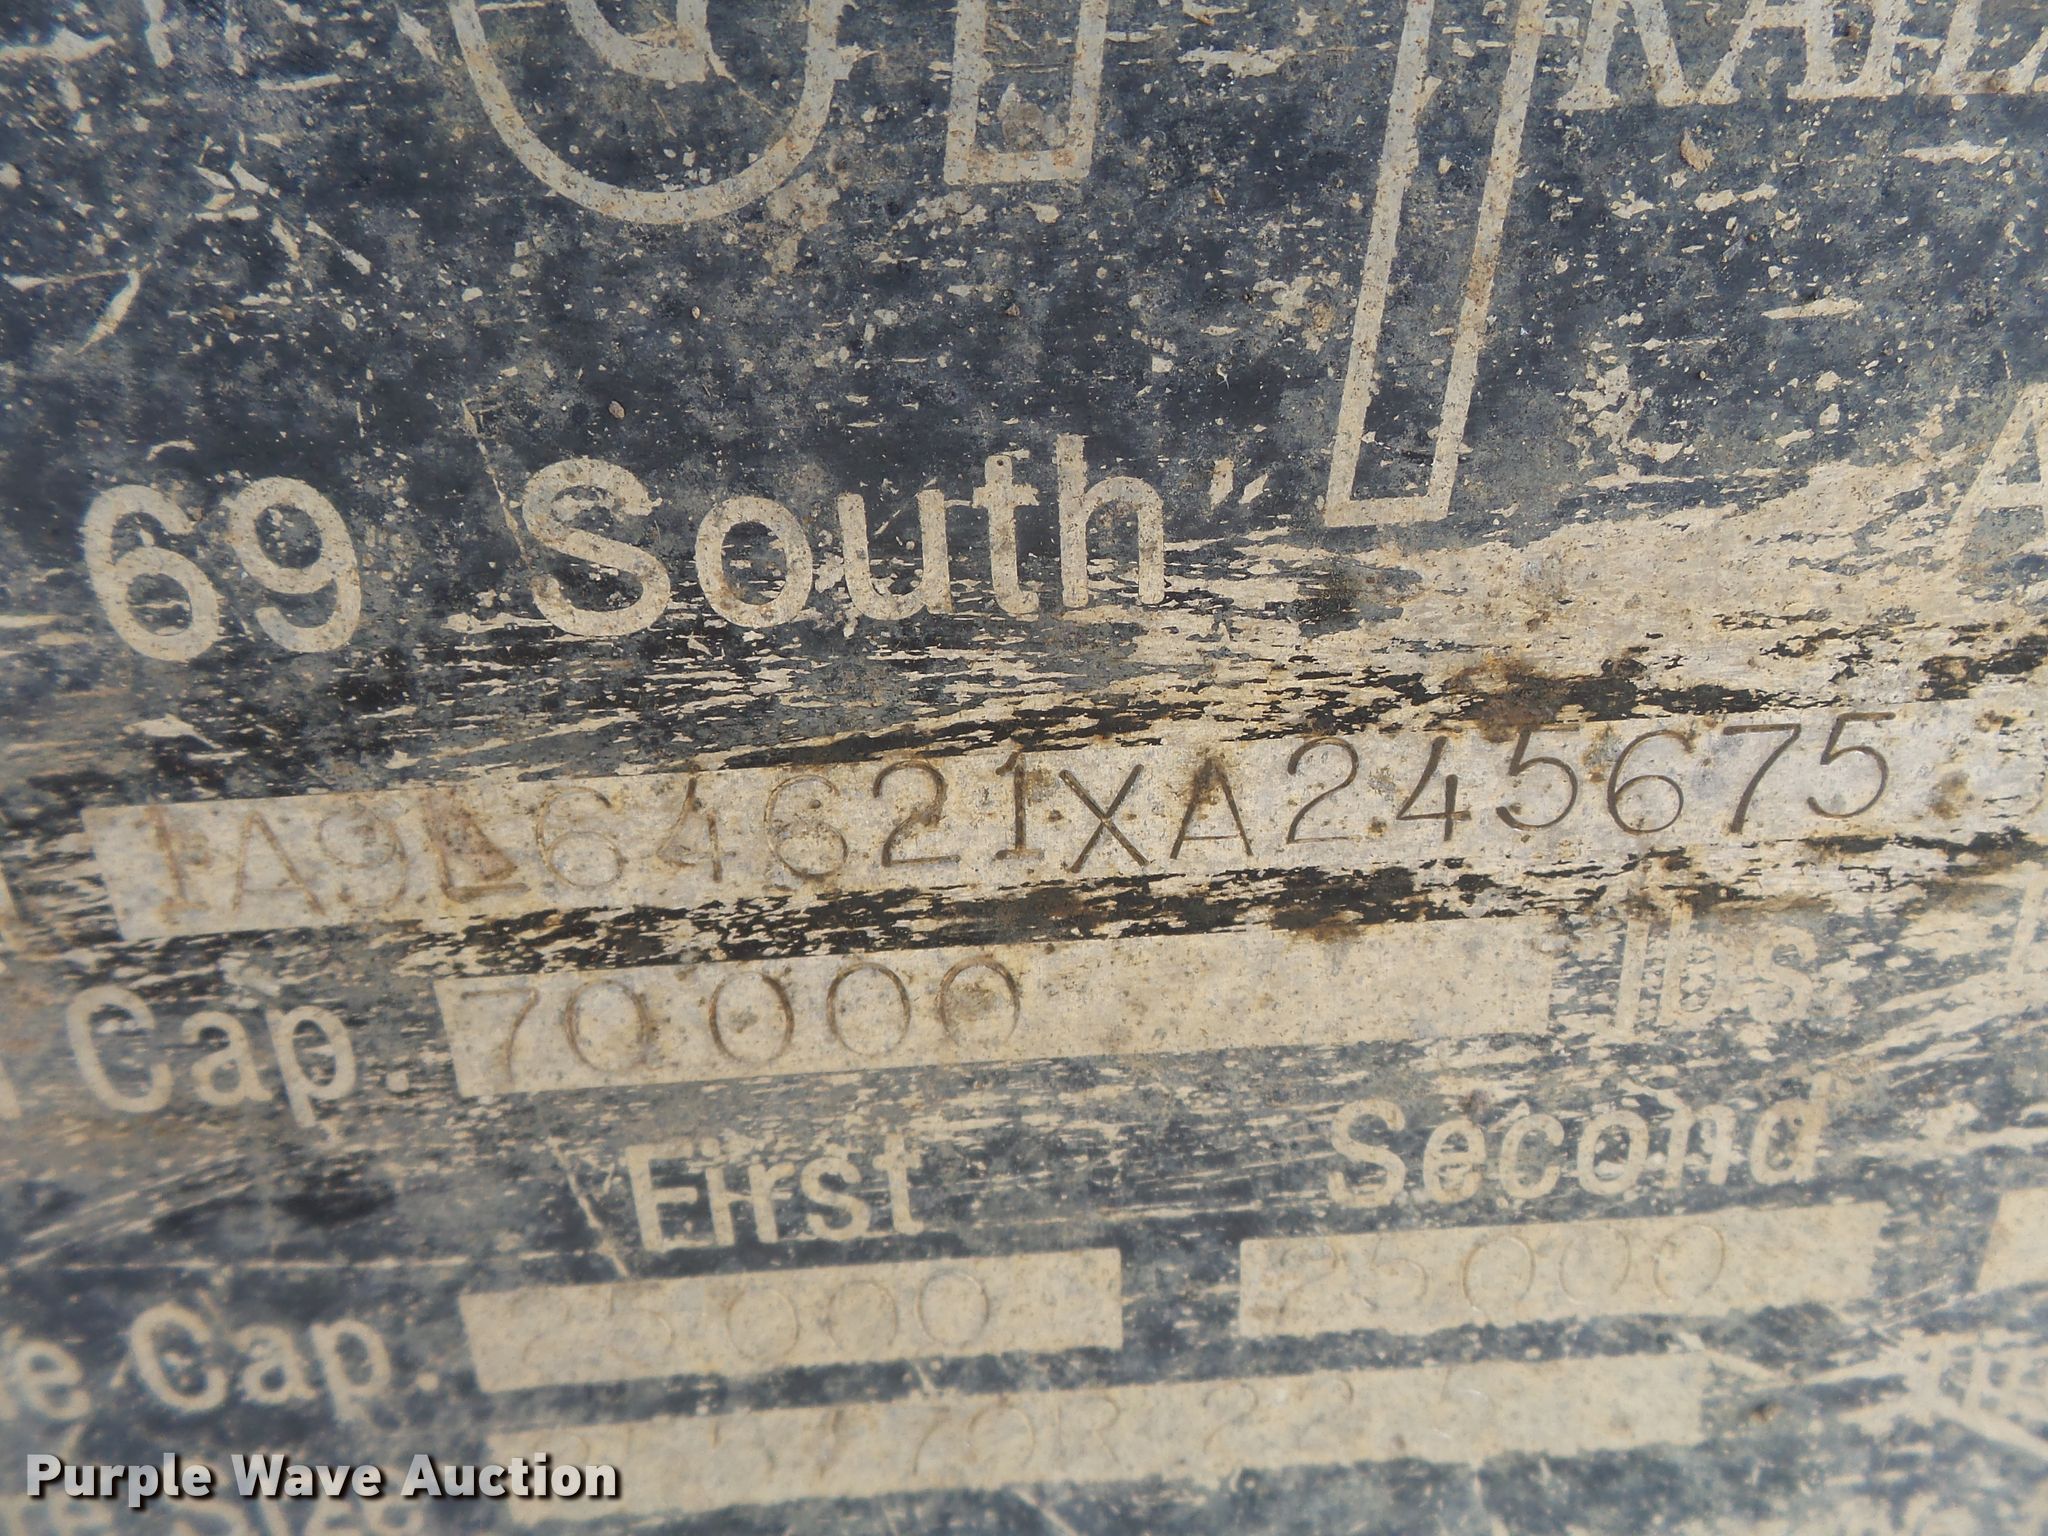 69 South
1A9L64621XA245675
Cap. 70000 lbs.
First Second
e Cap. 25000 25000
Purple Wave Auction